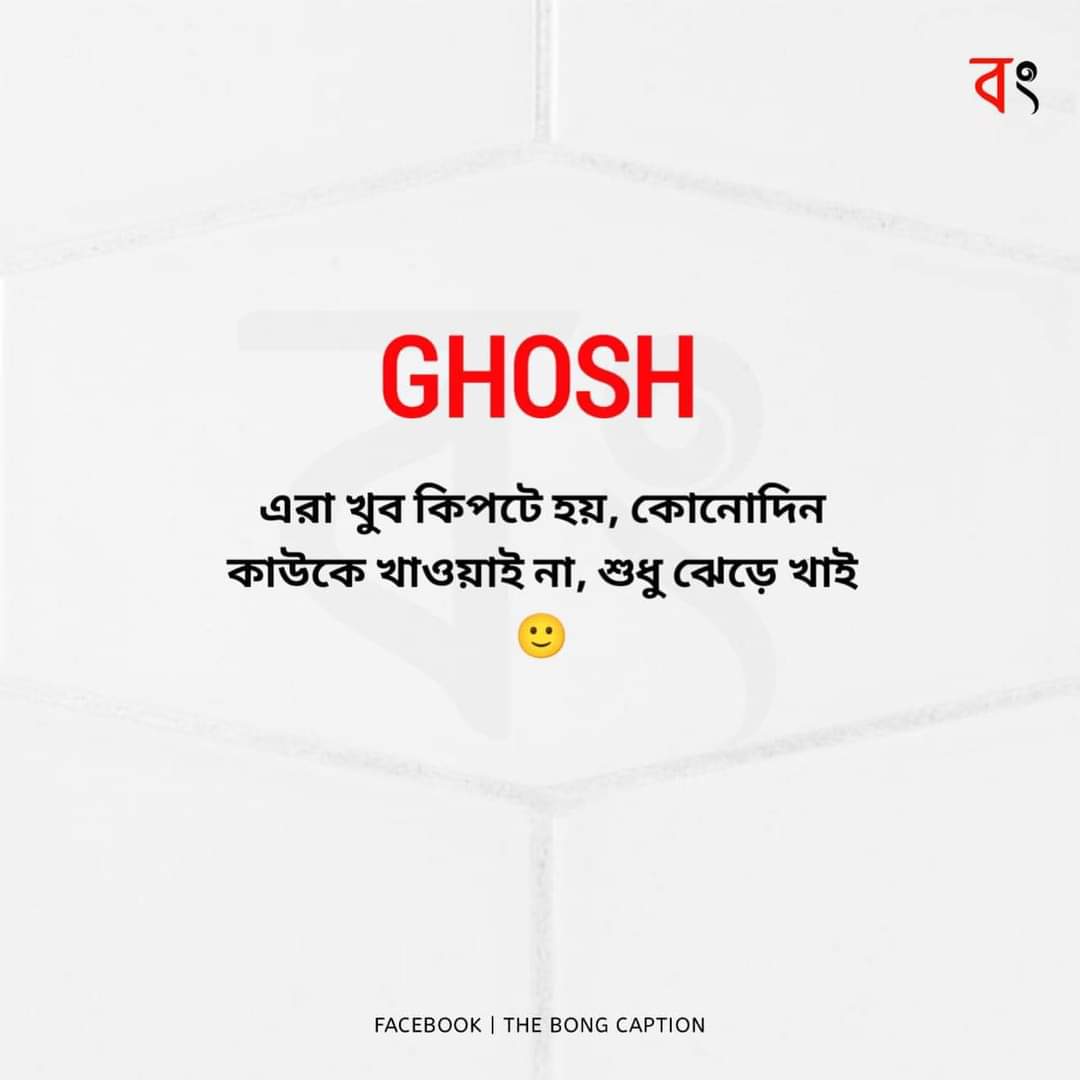 বং
GHOSH
এরা খুব কিপটে হয়, কোনোদিন
কাউকে খাওয়াই না, শুধু ঝেড়ে খাই
🙂
FACEBOOK | THE BONG CAPTION